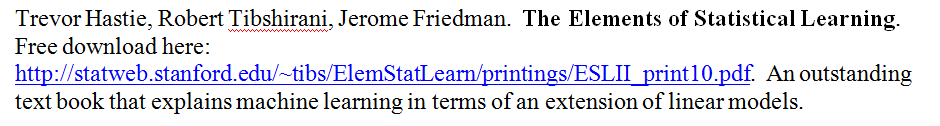 Trevor Hastie, Robert Tibshirani, Jerome Friedman.  The Elements of Statistical Learning.
Free download here:
http://statweb.stanford.edu/~tibs/ElemStatLearn/printings/ESLII_print10.pdf.  An outstanding
text book that explains machine learning in terms of an extension of linear models.